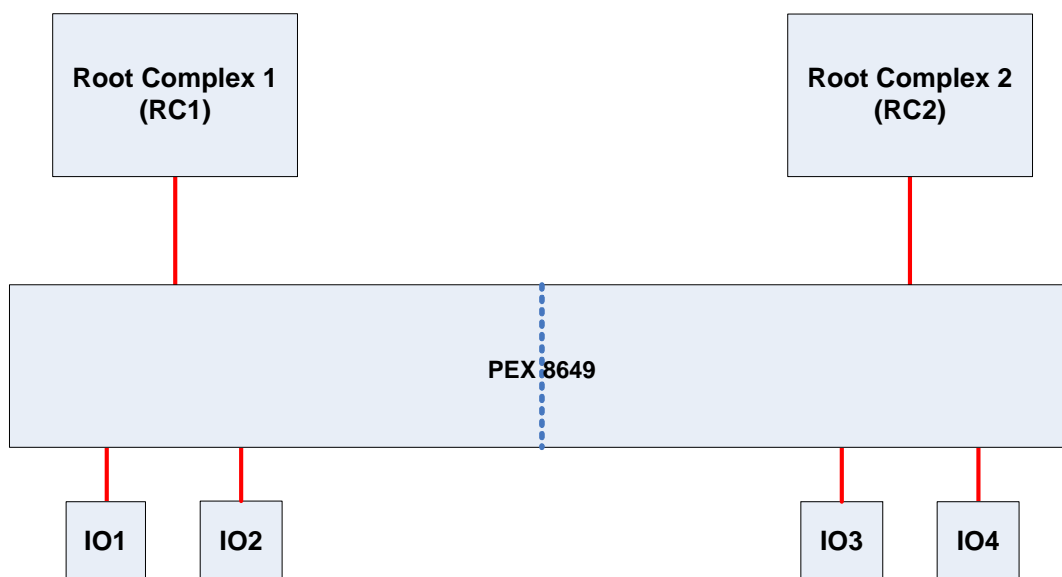 Root Complex 1
(RC1)
Root Complex 2
(RC2)
PEX 8649
IO1
IO2
IO3
IO4